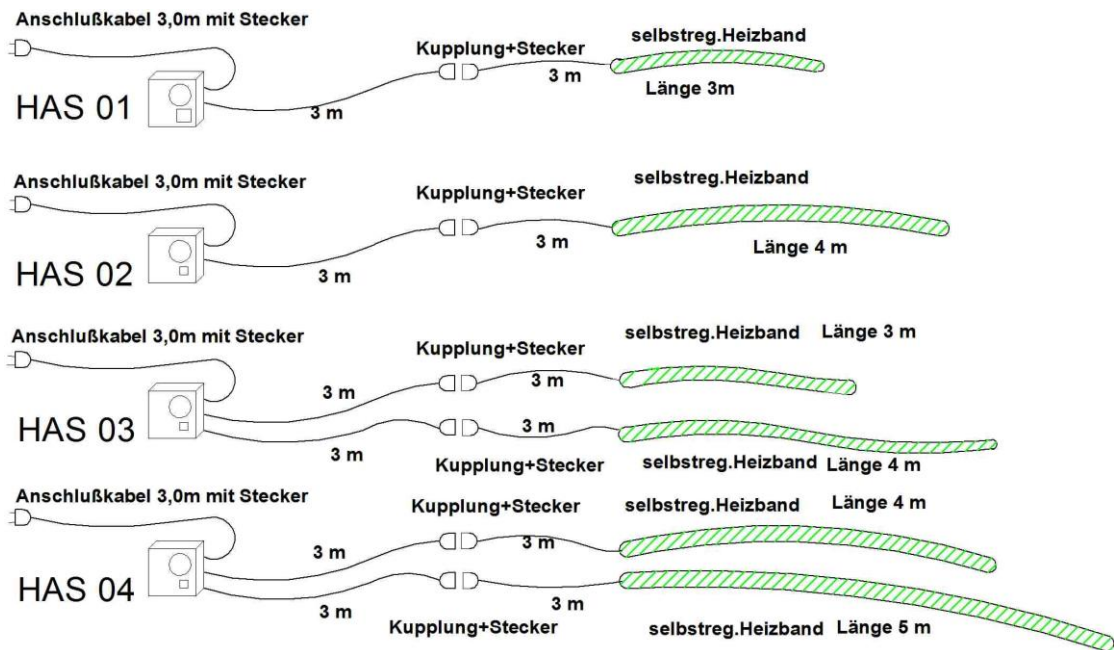 Anschlußkabel 3,0m mit Stecker
Kupplung+Stecker
selbstreg.Heizband
3 m
Länge 3m
HAS 01
3 m
Anschlußkabel 3,0m mit Stecker
Kupplung+Stecker
selbstreg.Heizband
3 m
Länge 4 m
HAS 02
3 m
Anschlußkabel 3,0m mit Stecker
Kupplung+Stecker
selbstreg.Heizband Länge 3 m
3 m
3 m
HAS 03
3 m
3 m
Kupplung+Stecker
selbstreg.Heizband Länge 4 m
Anschlußkabel 3,0m mit Stecker
Kupplung+Stecker
selbstreg.Heizband Länge 4 m
3 m
3 m
HAS 04
3 m
3 m
Kupplung+Stecker
selbstreg.Heizband Länge 5 m